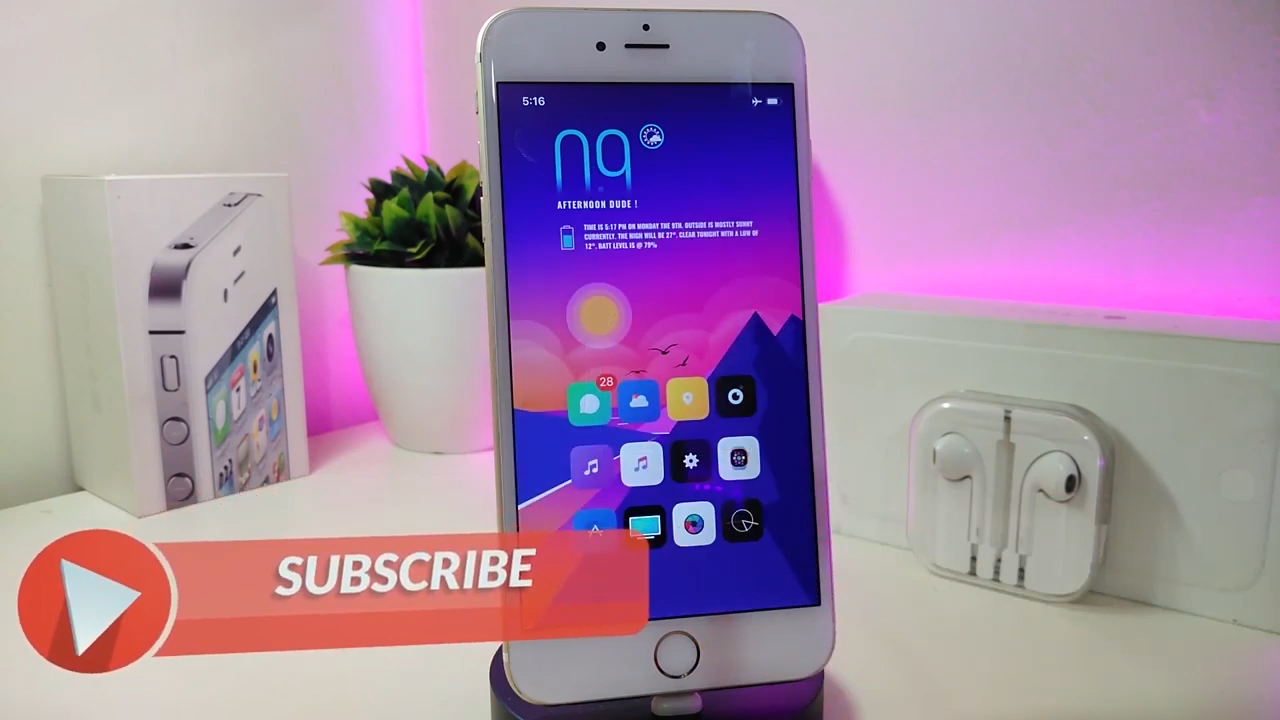 5:16
09
AFTERNOON DUDE !
TIME IS 5:17 PM ON MONDAY THE 9TH. OUTSIDE IS MOSTLY SUNNY
CURRENTLY. THE HIGH WILL BE 27°. CLEAR TONIGHT WITH A LOW OF
12°. BATT LEVEL IS @ 79%
28
SUBSCRIBE